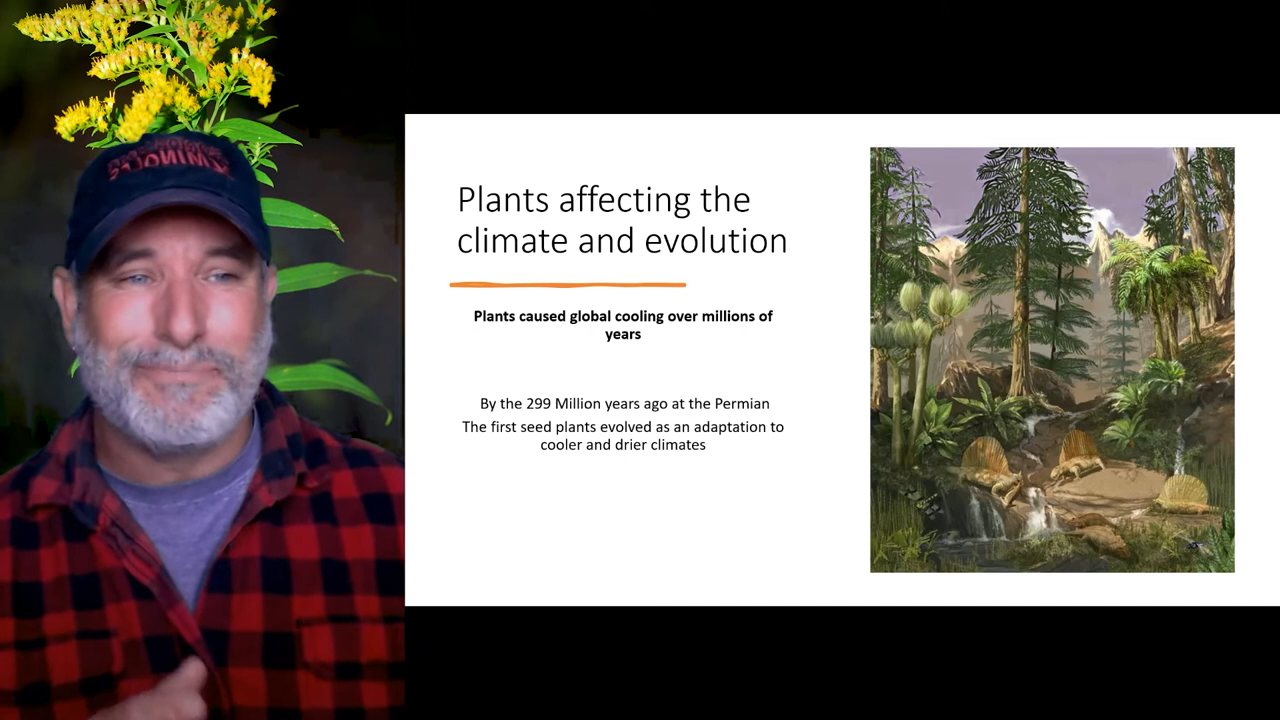 Plants affecting the
climate and evolution
Plants caused global cooling over millions of
years
By the 299 Million years ago at the Permian
The first seed plants evolved as an adaptation to
cooler and drier climates